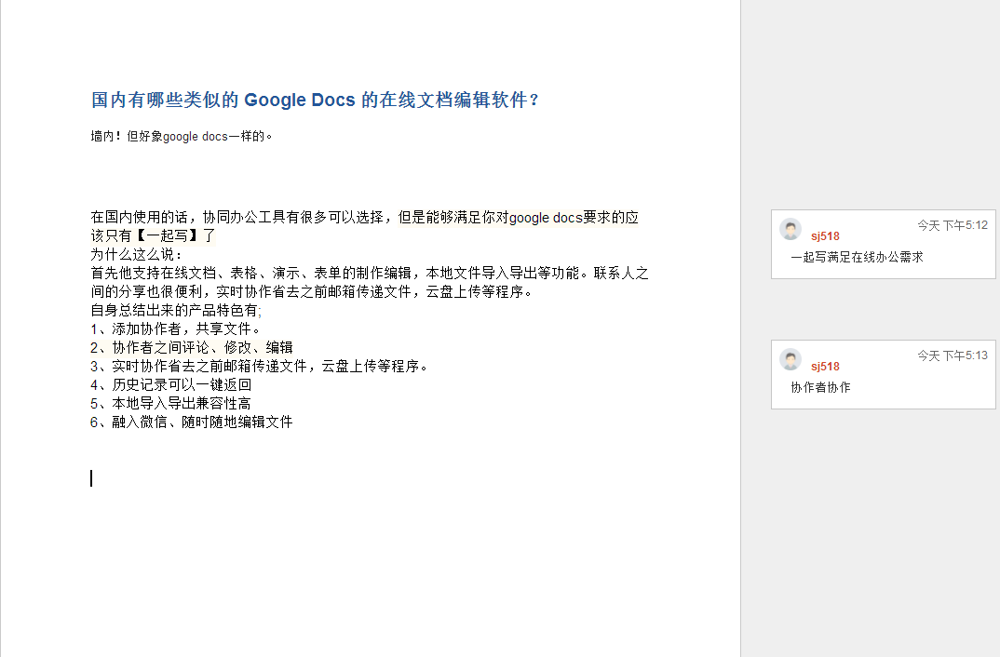 国内有哪些类似的 Google Docs 的在线文档编辑软件？
墙内！但好象google docs一样的。
在国内使用的话，协同办公工具有很多可以选择，但是能够满足你对google docs要求的应
该只有【一起写】了
为什么这么说：
首先他支持在线文档、表格、演示、表单的制作编辑，本地文件导入导出等功能。联系人之
间的分享也很便利，实时协作省去之前邮箱传递文件，云盘上传等程序。
自身总结出来的产品特色有;
1、添加协作者，共享文件。
2、协作者之间评论、修改、编辑
3、实时协作省去之前邮箱传递文件，云盘上传等程序。
4、历史记录可以一键返回
5、本地导入导出兼容性高
6、融入微信、随时随地编辑文件
今天 下午5:12
sj518
一起写满足在线办公需求
今天 下午5:13
sj518
协作者协作